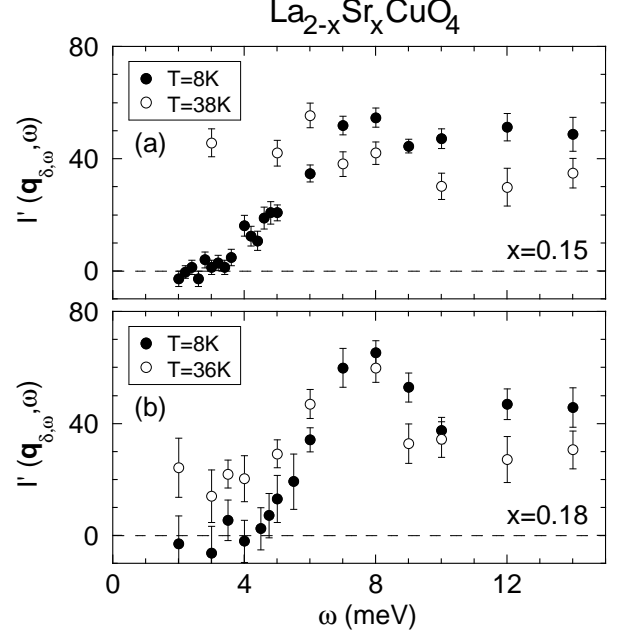 La2-xSrxCuO4
80
T=8K
T=38K
(a)
40
I' (qδ,ω,ω)
0
x=0.15
80
T=8K
T=36K
(b)
40
I' (qδ,ω,ω)
0
x=0.18
0 4 8 12
ω (meV)